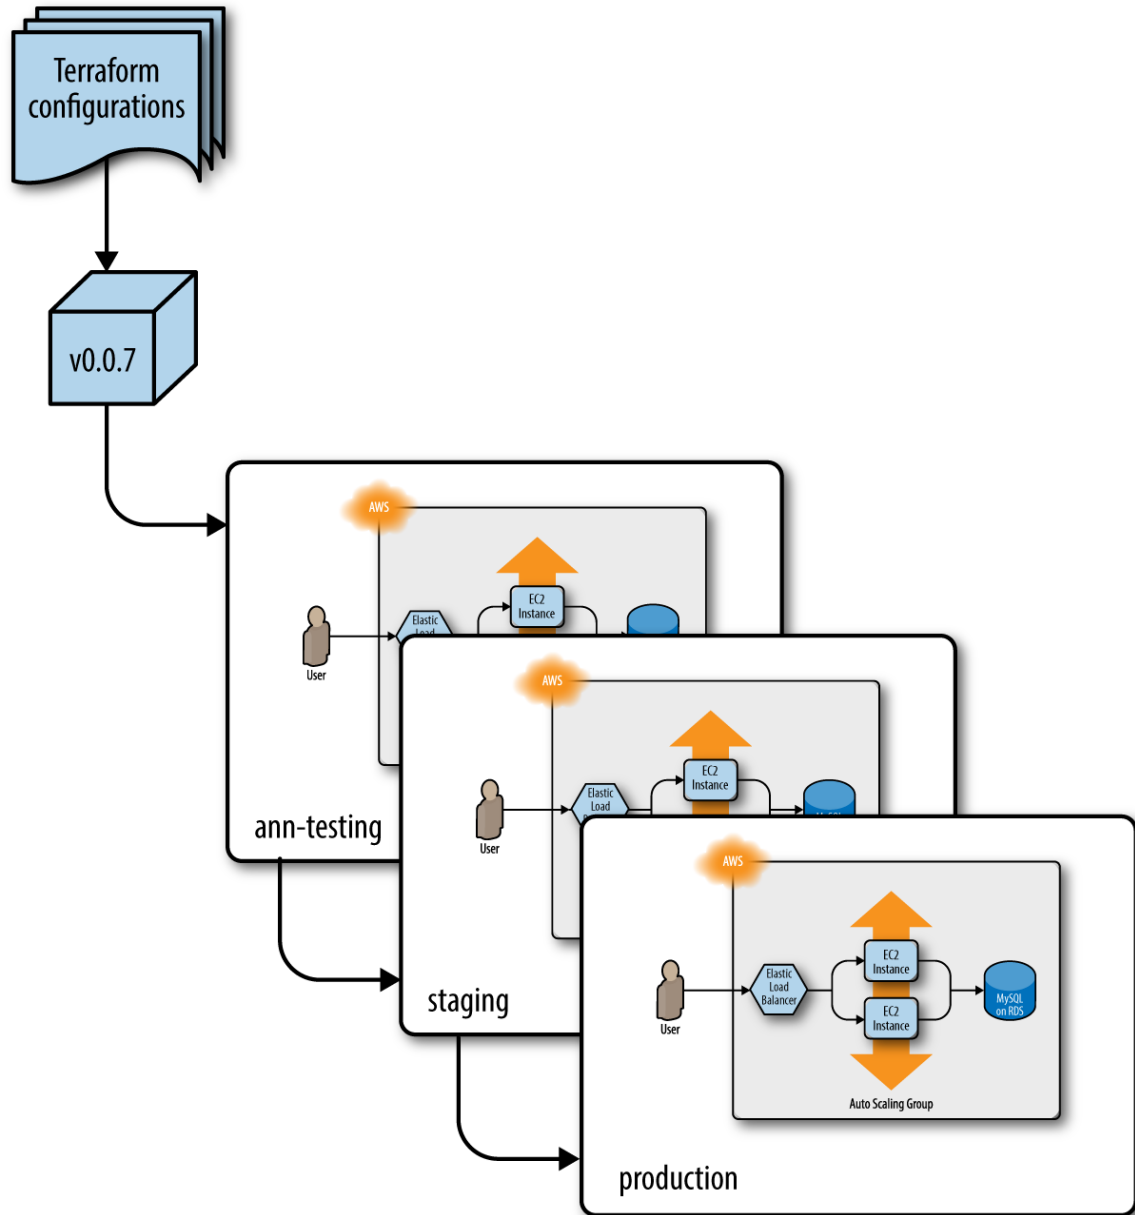 Terraform
configurations
v0.0.7
AWS
EC2
Instance
Elastic
Load
User
ann-testing
AWS
EC2
Instance
Elastic
Load
User
staging
AWS
EC2
Instance
Elastic
Load
Balancer
EC2
Instance
MySQL
on RDS
User
Auto Scaling Group
production